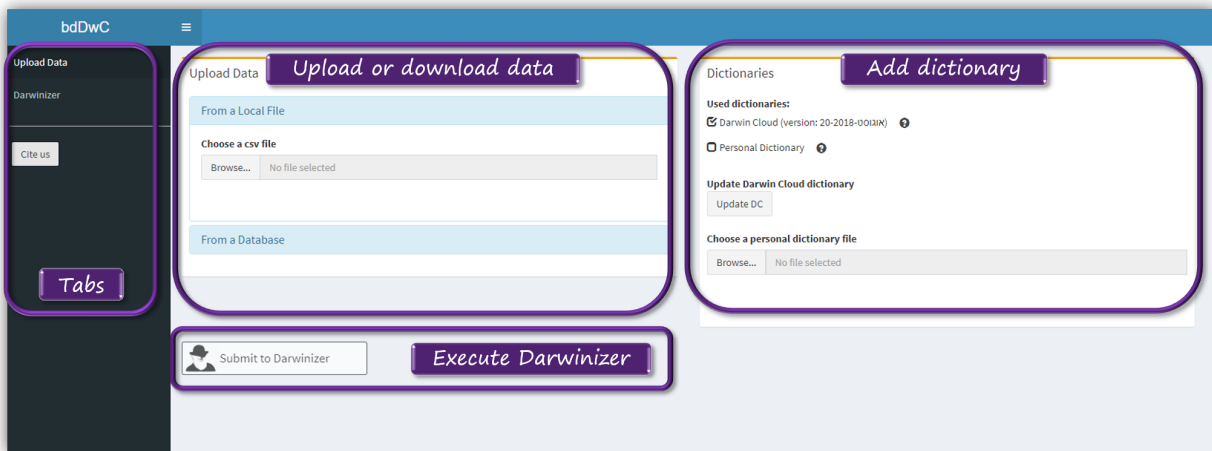 bdDwC
Upload Data
Darwinizer
Cite us
Tabs
Upload Data
Upload or download data
From a Local File
Choose a csv file
Browse... No file selected
From a Database
Submit to Darwinizer
Execute Darwinizer
Dictionaries
Add dictionary
Used dictionaries:
Darwin Cloud (version: 20-2018-אוגוסט)
Personal Dictionary
Update Darwin Cloud dictionary
Update DC
Choose a personal dictionary file
Browse... No file selected